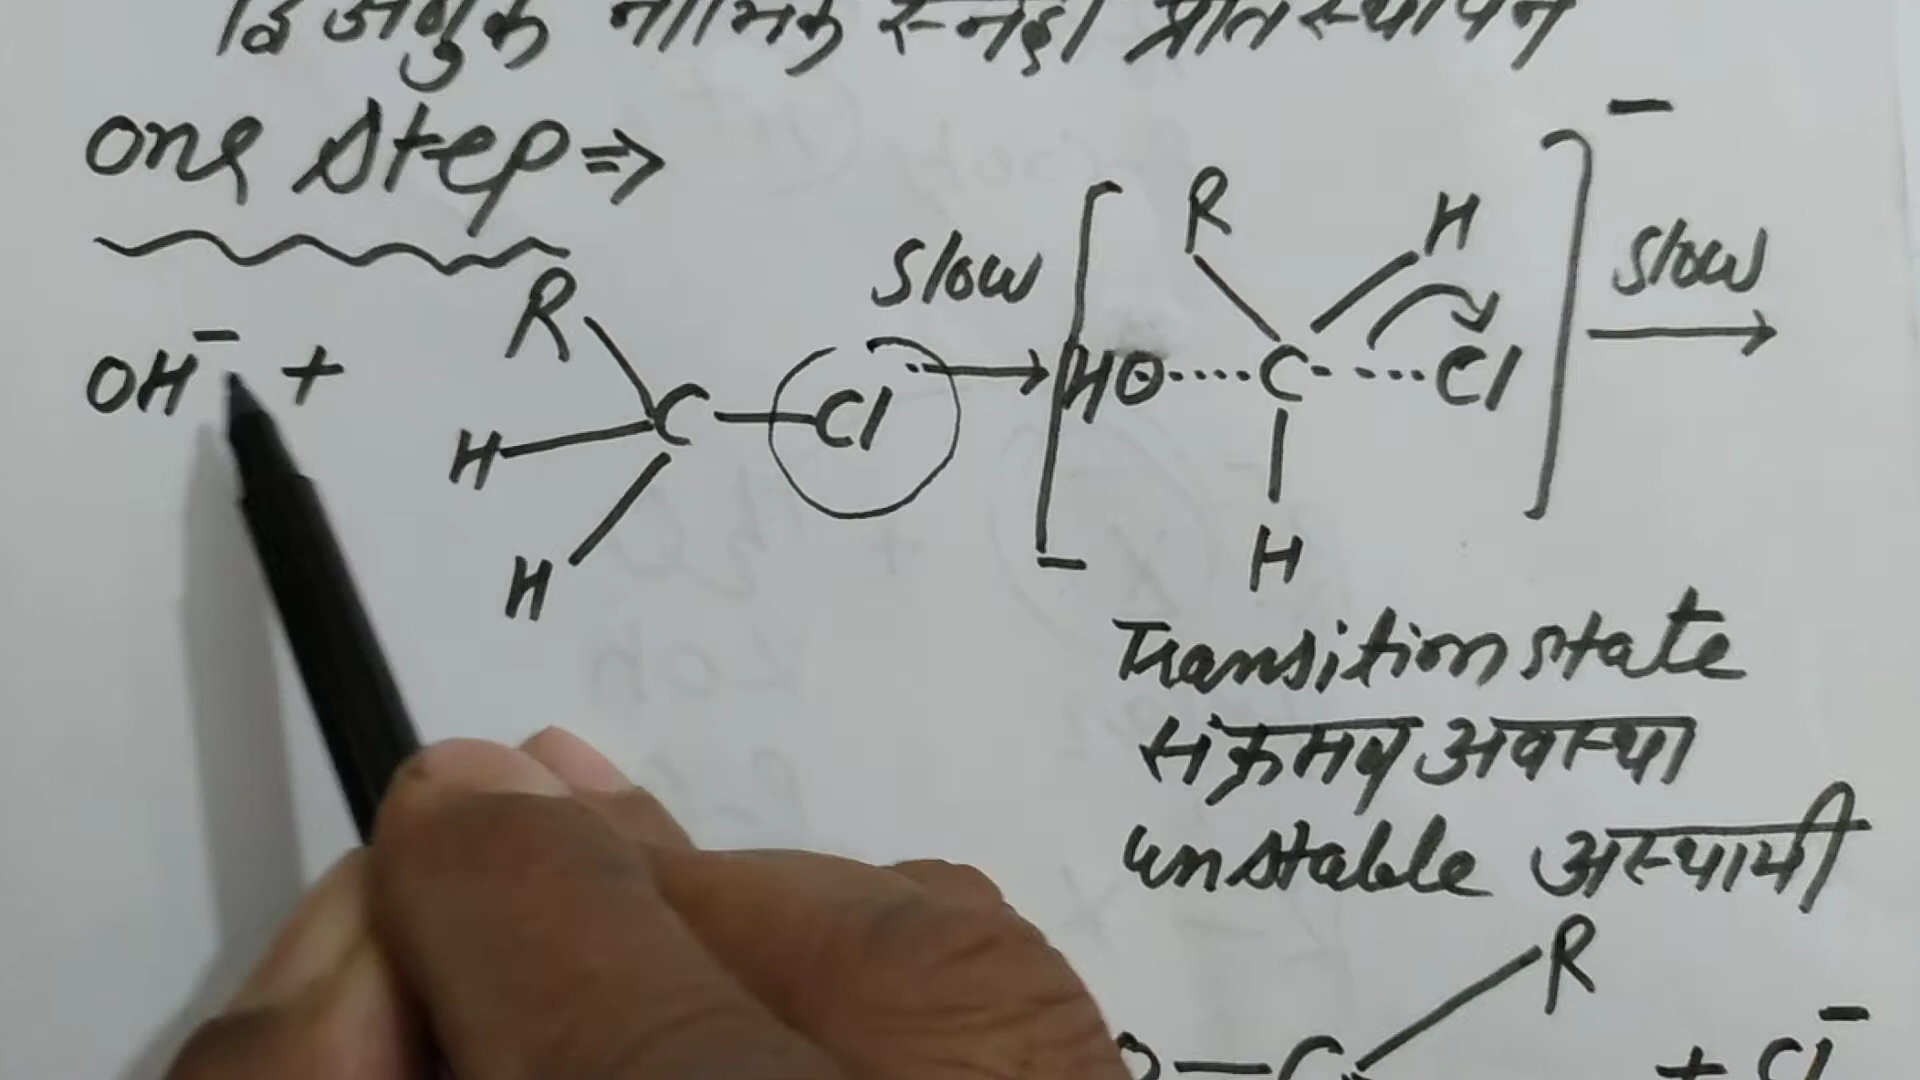 द्वि अणुक नाभिक स्नेही प्रतिस्थापन
one step ⇒
R H
slow slow
OH⁻ + C — Cl → [HO ···· C ···· Cl]⁻ →
R
H
H H
Transition state
संक्रमण अवस्था
unstable अस्थायी
R
O — C + Cl⁻